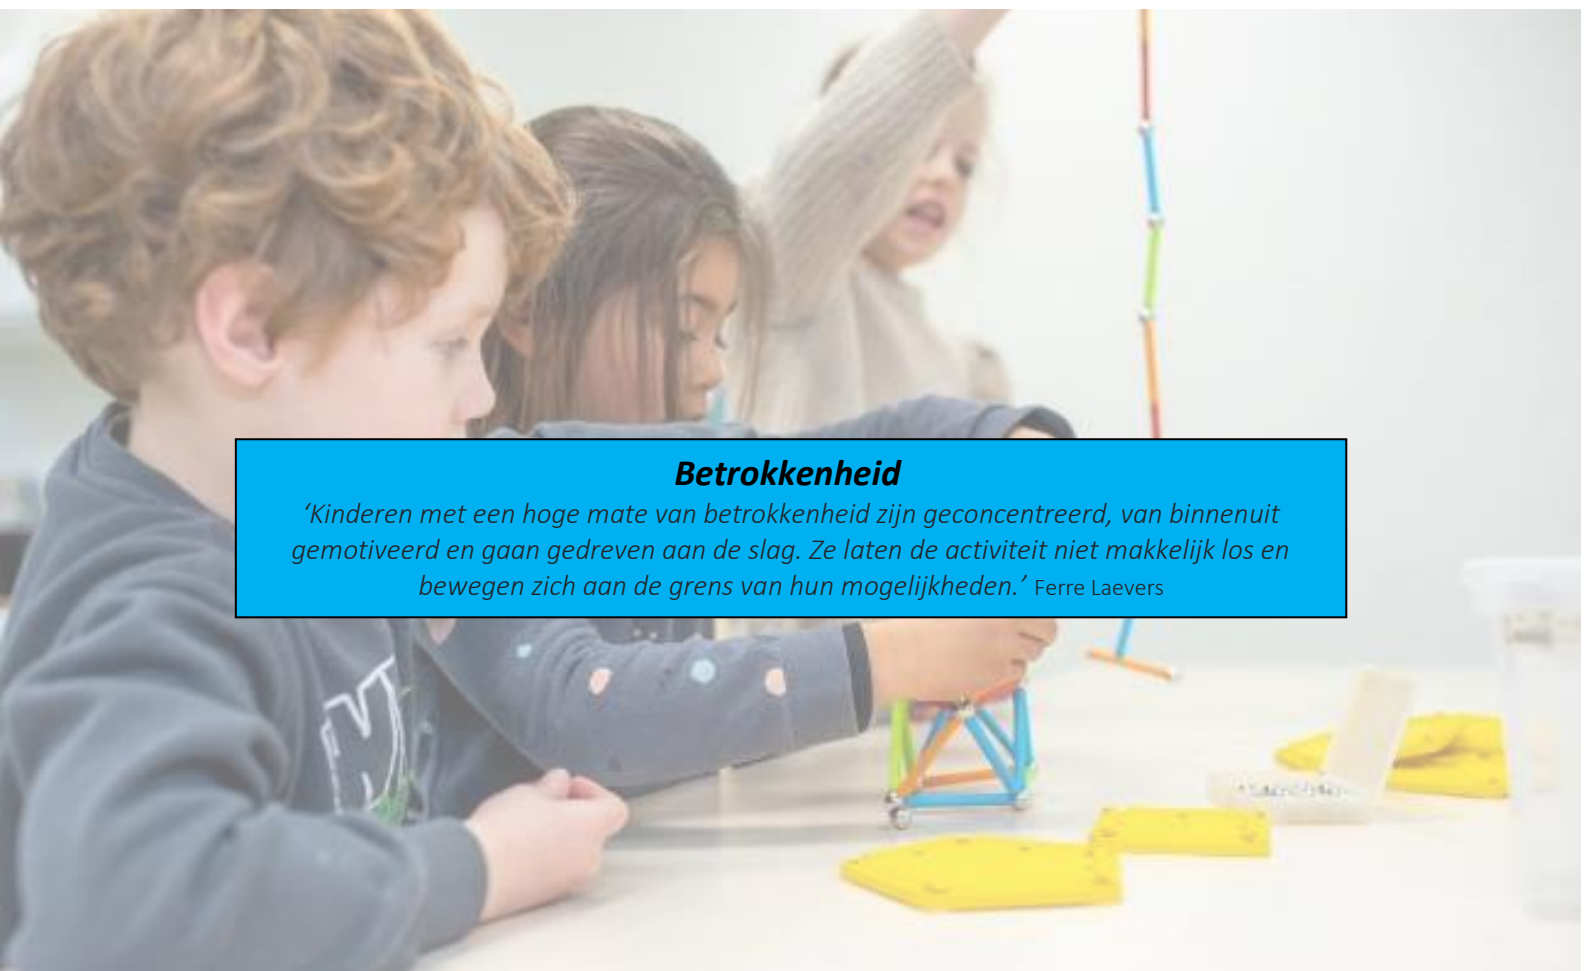 Betrokkenheid
‘Kinderen met een hoge mate van betrokkenheid zijn geconcentreerd, van binnenuit
gemotiveerd en gaan gedreven aan de slag. Ze laten de activiteit niet makkelijk los en
bewegen zich aan de grens van hun mogelijkheden.’ Ferre Laevers